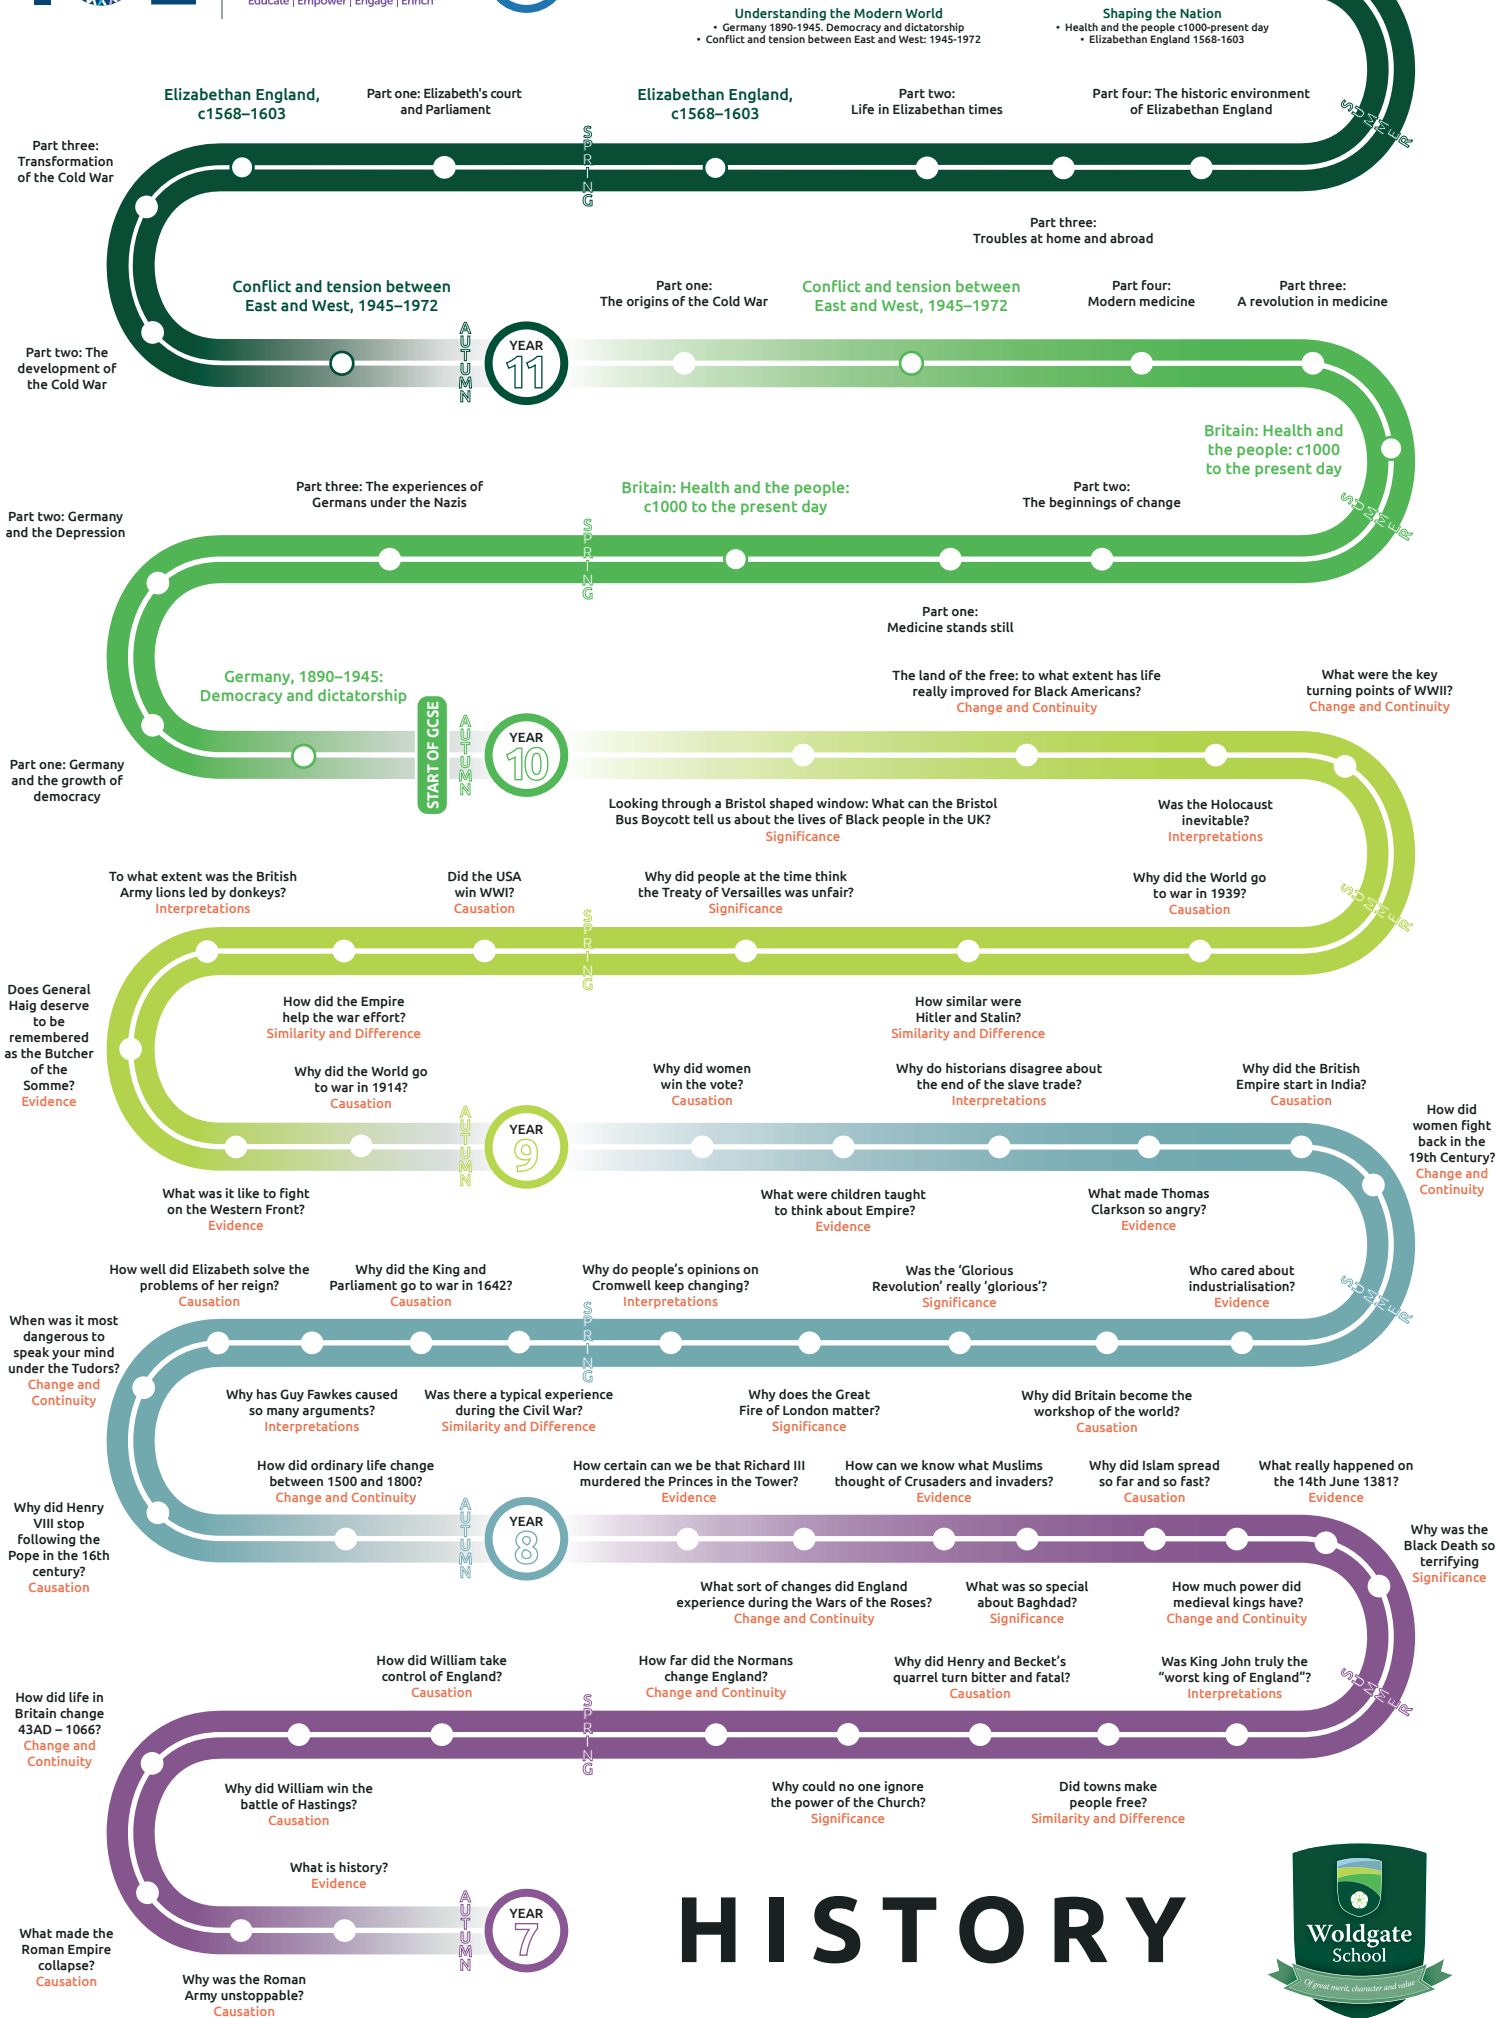 Educate | Empower | Engage | Enrich
Understanding the Modern World
• Germany 1890-1945. Democracy and dictatorship
• Conflict and tension between East and West: 1945-1972
Shaping the Nation
• Health and the people c1000-present day
• Elizabethan England 1568-1603
Elizabethan England,
c1568–1603
Part one: Elizabeth's court
and Parliament
Elizabethan England,
c1568–1603
Part two:
Life in Elizabethan times
Part four: The historic environment
of Elizabethan England
SUMMER
SPRING
Part three:
Transformation
of the Cold War
Part three:
Troubles at home and abroad
Conflict and tension between
East and West, 1945–1972
Part one:
The origins of the Cold War
Conflict and tension between
East and West, 1945–1972
Part four:
Modern medicine
Part three:
A revolution in medicine
AUTUMN
YEAR
11
Part two: The
development of
the Cold War
Britain: Health and
the people: c1000
to the present day
Part three: The experiences of
Germans under the Nazis
Britain: Health and the people:
c1000 to the present day
Part two:
The beginnings of change
SUMMER
SPRING
Part two: Germany
and the Depression
Part one:
Medicine stands still
Germany, 1890–1945:
Democracy and dictatorship
The land of the free: to what extent has life
really improved for Black Americans?
Change and Continuity
What were the key
turning points of WWII?
Change and Continuity
START OF GCSE
AUTUMN
YEAR
10
Part one: Germany
and the growth of
democracy
Looking through a Bristol shaped window: What can the Bristol
Bus Boycott tell us about the lives of Black people in the UK?
Significance
Was the Holocaust
inevitable?
Interpretations
To what extent was the British
Army lions led by donkeys?
Interpretations
Did the USA
win WWI?
Causation
Why did people at the time think
the Treaty of Versailles was unfair?
Significance
Why did the World go
to war in 1939?
Causation
SUMMER
SPRING
Does General
Haig deserve
to be
remembered
as the Butcher
of the
Somme?
Evidence
How did the Empire
help the war effort?
Similarity and Difference
How similar were
Hitler and Stalin?
Similarity and Difference
Why did the World go
to war in 1914?
Causation
Why did women
win the vote?
Causation
Why do historians disagree about
the end of the slave trade?
Interpretations
Why did the British
Empire start in India?
Causation
How did
women fight
back in the
19th Century?
Change and
Continuity
AUTUMN
YEAR
9
What was it like to fight
on the Western Front?
Evidence
What were children taught
to think about Empire?
Evidence
What made Thomas
Clarkson so angry?
Evidence
How well did Elizabeth solve the
problems of her reign?
Causation
Why did the King and
Parliament go to war in 1642?
Causation
Why do people’s opinions on
Cromwell keep changing?
Interpretations
Was the ‘Glorious
Revolution’ really ‘glorious’?
Significance
Who cared about
industrialisation?
Evidence
SUMMER
SPRING
When was it most
dangerous to
speak your mind
under the Tudors?
Change and
Continuity
Why has Guy Fawkes caused
so many arguments?
Interpretations
Was there a typical experience
during the Civil War?
Similarity and Difference
Why does the Great
Fire of London matter?
Significance
Why did Britain become the
workshop of the world?
Causation
How did ordinary life change
between 1500 and 1800?
Change and Continuity
How certain can we be that Richard III
murdered the Princes in the Tower?
Evidence
How can we know what Muslims
thought of Crusaders and invaders?
Evidence
Why did Islam spread
so far and so fast?
Causation
What really happened on
the 14th June 1381?
Evidence
AUTUMN
YEAR
8
Why did Henry
VIII stop
following the
Pope in the 16th
century?
Causation
Why was the
Black Death so
terrifying
Significance
What sort of changes did England
experience during the Wars of the Roses?
Change and Continuity
What was so special
about Baghdad?
Significance
How much power did
medieval kings have?
Change and Continuity
How did William take
control of England?
Causation
How far did the Normans
change England?
Change and Continuity
Why did Henry and Becket’s
quarrel turn bitter and fatal?
Causation
Was King John truly the
“worst king of England”?
Interpretations
SUMMER
SPRING
How did life in
Britain change
43AD – 1066?
Change and
Continuity
Why did William win the
battle of Hastings?
Causation
Why could no one ignore
the power of the Church?
Significance
Did towns make
people free?
Similarity and Difference
What is history?
Evidence
AUTUMN
YEAR
7
What made the
Roman Empire
collapse?
Causation
Why was the Roman
Army unstoppable?
Causation
HISTORY
Woldgate
School
Of great merit, character and value